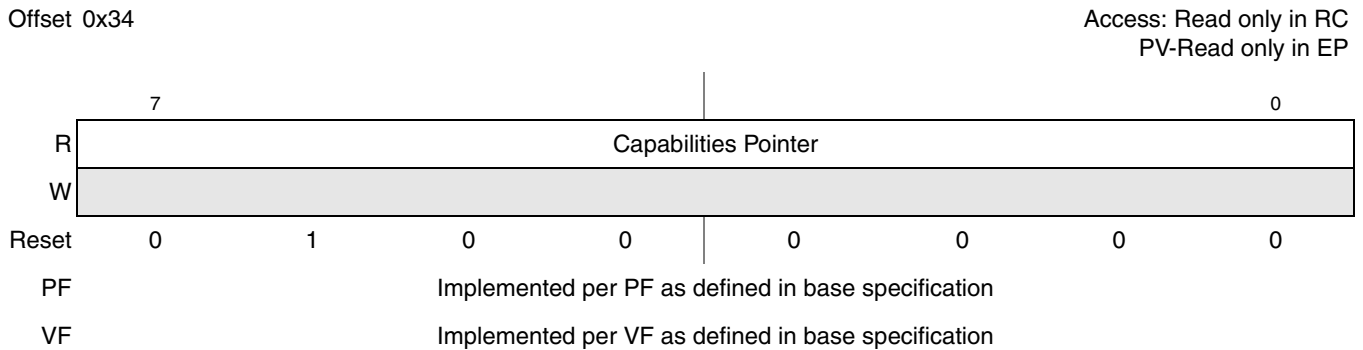 Offset 0x34 Access: Read only in RC
PV-Read only in EP
7 0
R Capabilities Pointer
W
Reset 0 1 0 0 0 0 0 0
PF Implemented per PF as defined in base specification
VF Implemented per VF as defined in base specification